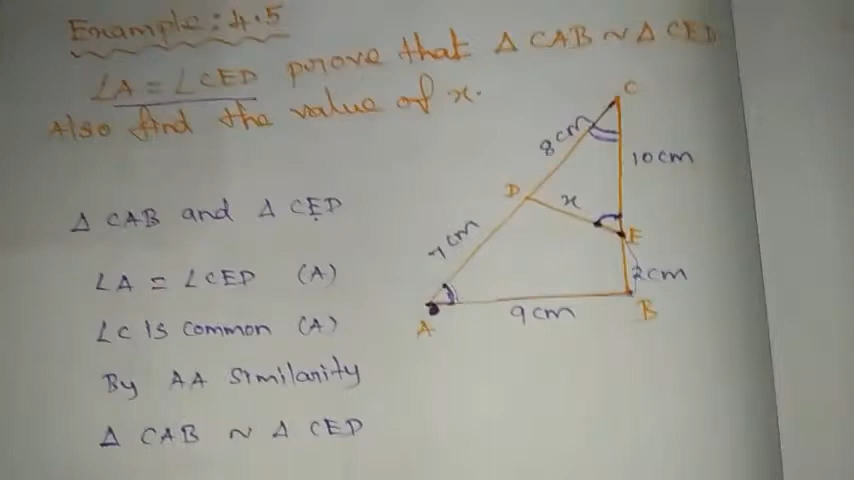 Example: 4.5
∠A = ∠CED prove that Δ CAB ~ Δ CED
Also find the value of x.
C
8cm
10cm
D
x
7cm
E
2cm
A
9cm
B
Δ CAB and Δ CED
∠A = ∠CED (A)
∠C is common (A)
By AA similarity
Δ CAB ~ Δ CED